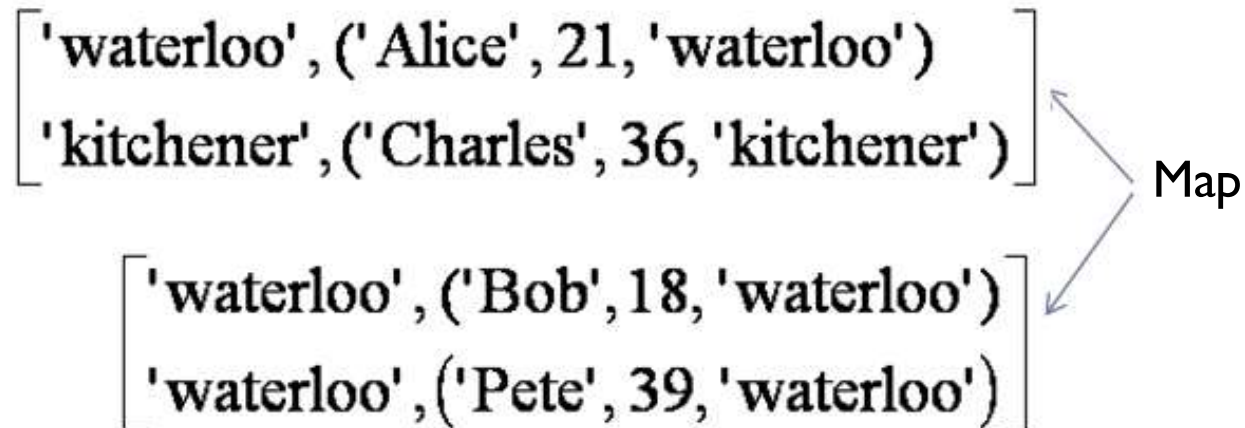 'waterloo', ('Alice', 21, 'waterloo')
'kitchener', ('Charles', 36, 'kitchener')
Map
'waterloo', ('Bob', 18, 'waterloo')
'waterloo', ('Pete', 39, 'waterloo')